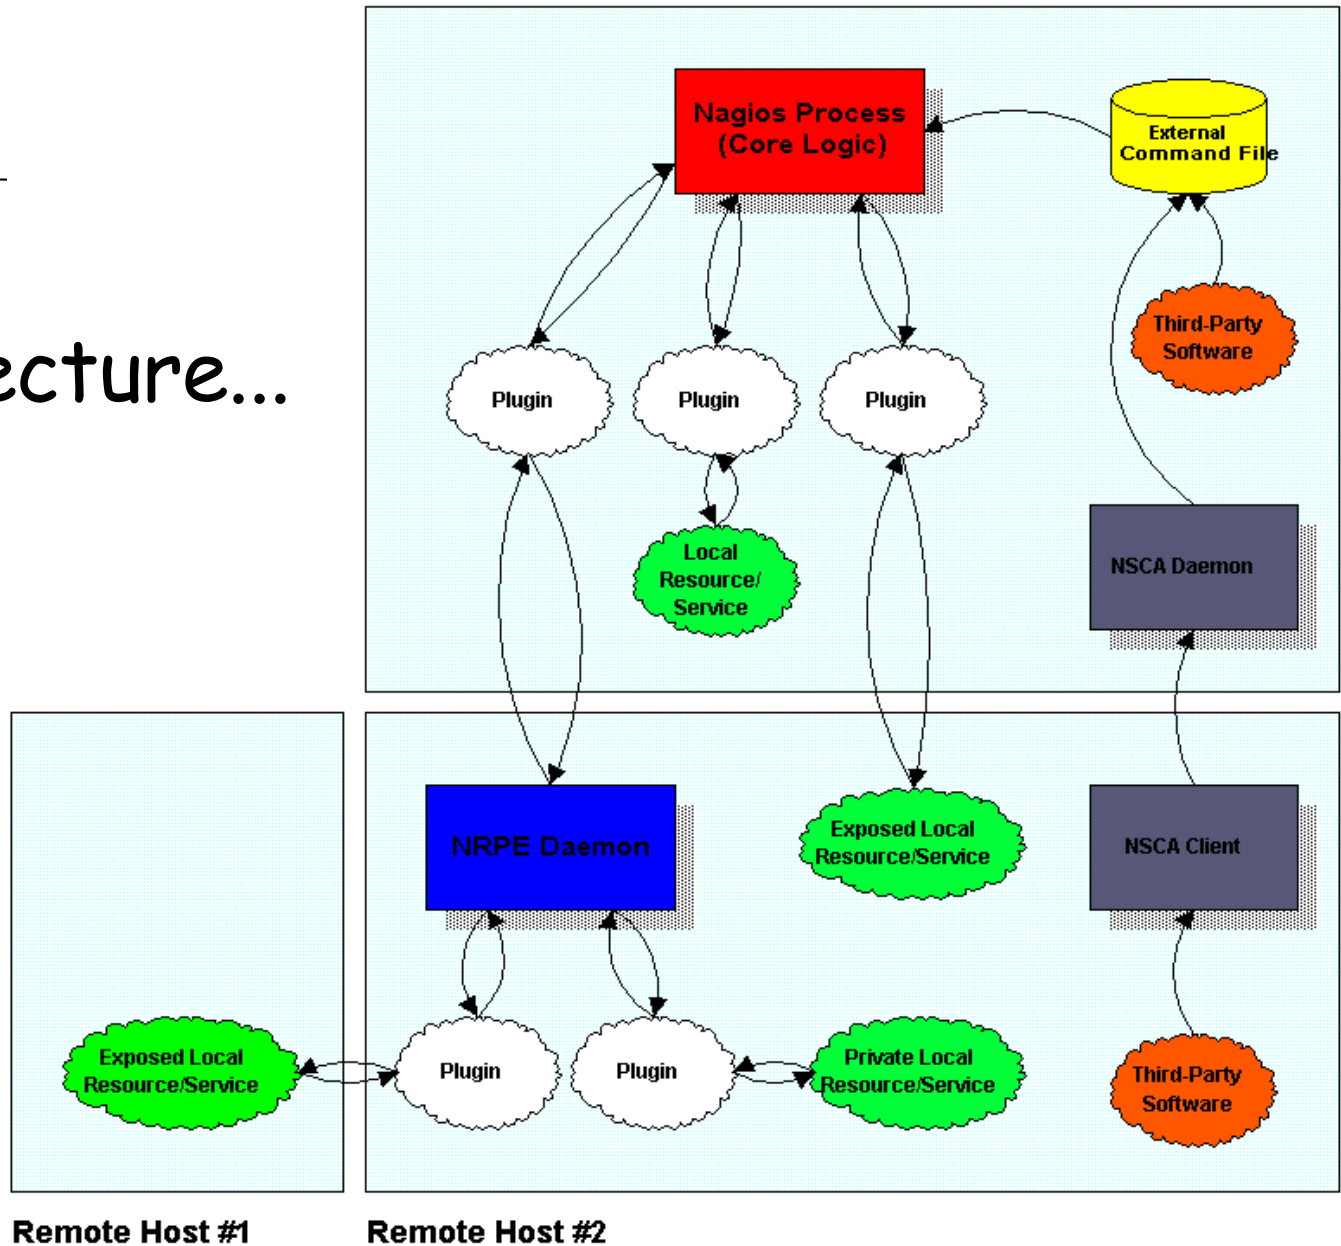 ecture...
Nagios Process
(Core Logic)
External
Command File
Third-Party
Software
Plugin
Plugin
Plugin
Local
Resource/
Service
NSCA Daemon
NRPE Daemon
Exposed Local
Resource/Service
NSCA Client
Exposed Local
Resource/Service
Plugin
Plugin
Private Local
Resource/Service
Third-Party
Software
Remote Host #1
Remote Host #2